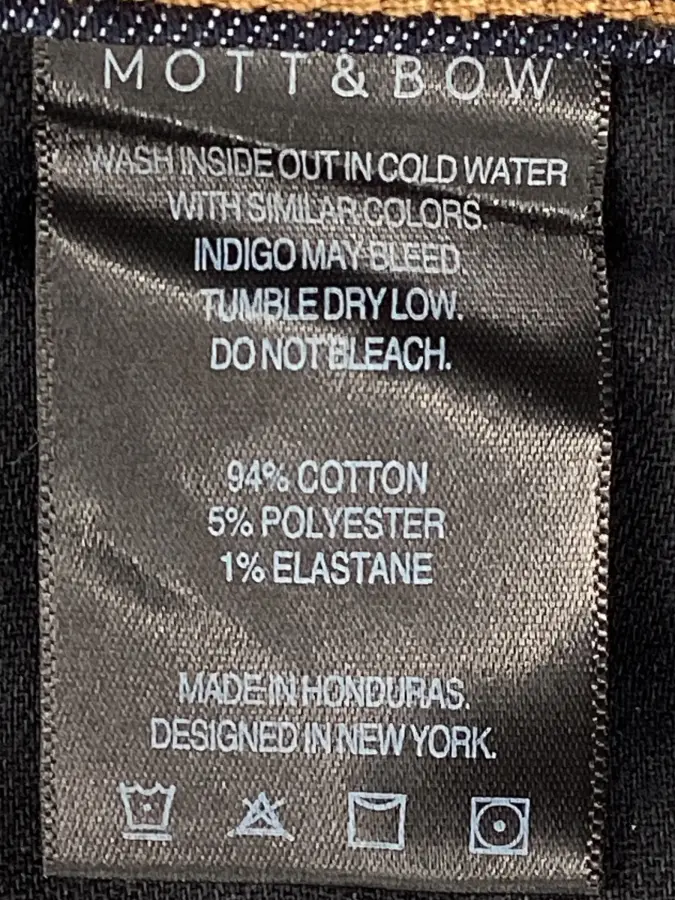 MOTT & BOW
WASH INSIDE OUT IN COLD WATER
WITH SIMILAR COLORS.
INDIGO MAY BLEED.
TUMBLE DRY LOW.
DO NOT BLEACH.
94% COTTON
5% POLYESTER
1% ELASTANE
MADE IN HONDURAS.
DESIGNED IN NEW YORK.